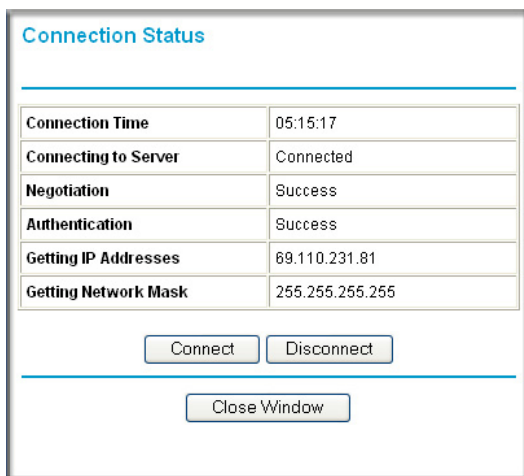 Connection Status
Connection Time 05:15:17
Connecting to Server Connected
Negotiation Success
Authentication Success
Getting IP Addresses 69.110.231.81
Getting Network Mask 255.255.255.255
Connect Disconnect
Close Window